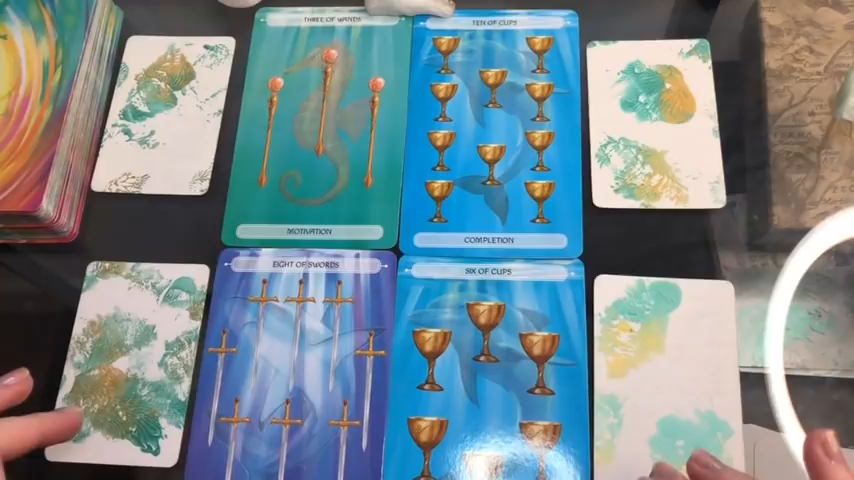 THREE OF WANDS
TEN OF CUPS
MOTIVATION
COMPLETION
EIGHT OF SWORDS
SIX OF CUPS